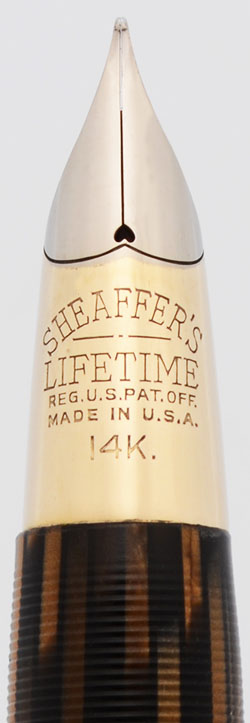 SHEAFFER'S
LIFETIME
REG.U.S.PAT.OFF.
MADE IN U.S.A.
14K.